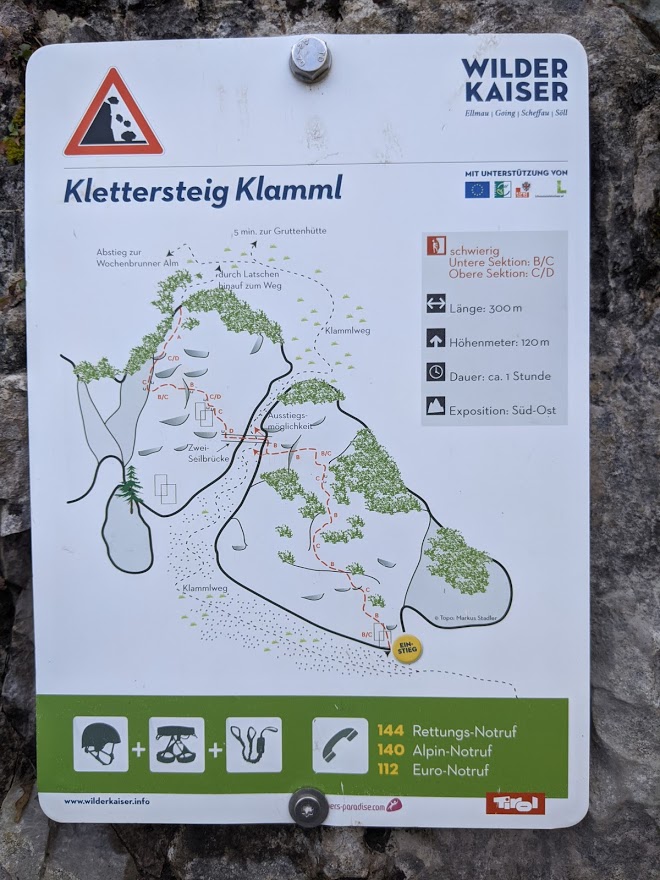 WILDER
KAISER
Ellmau | Going | Scheffau | Söll
MIT UNTERSTÜTZUNG VON
Klettersteig Klamml
5 min. zur Gruttenhütte
Abstieg zur
Wochenbrunner Alm
durch Latschen
hinauf zum Weg
Klammlweg
schwierig
Untere Sektion: B/C
Obere Sektion: C/D
Länge: 300 m
Höhenmeter: 120 m
Dauer: ca. 1 Stunde
Exposition: Süd-Ost
A
C/D
C
B
B/C
C/D
C
D
Ausstiegs-
möglichkeit
Zwei-
Seilbrücke
B
B
B/C
C
C
B
C
B
B
C
Klammlweg
B
B/C
© Topo: Markus Stadler
EIN-
STIEG
+
+
144 Rettungs-Notruf
140 Alpin-Notruf
112 Euro-Notruf
www.wilderkaiser.info
ers-paradise.com
Tirol